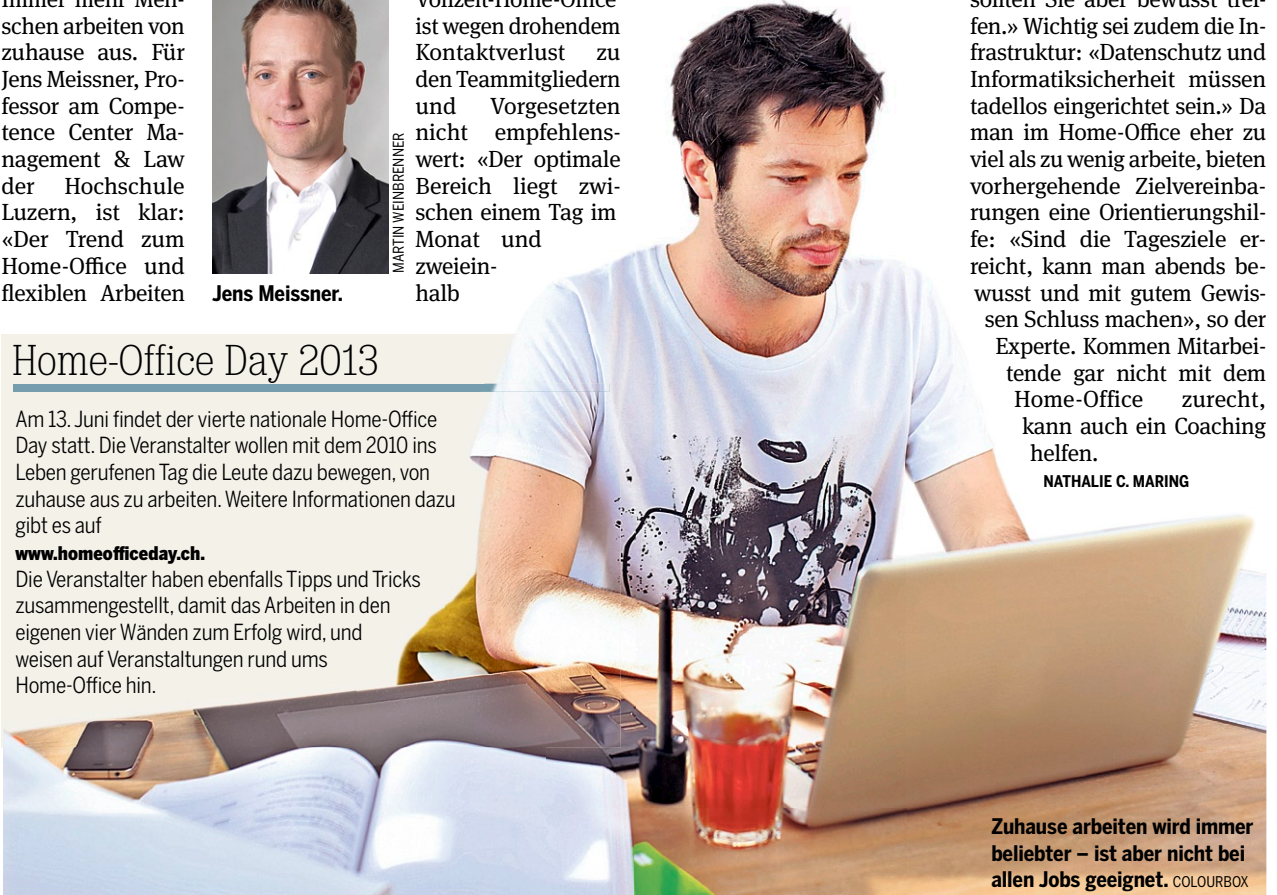 immer mehr Men-
schen arbeiten von
zuhause aus. Für
Jens Meissner, Pro-
fessor am Compe-
tence Center Ma-
nagement & Law
der Hochschule
Luzern, ist klar:
«Der Trend zum
Home-Office und
flexiblen Arbeiten
MARTIN WEINBRENNER
Jens Meissner.
Vollzeit-Home-Office
ist wegen drohendem
Kontaktverlust zu
den Teammitgliedern
und Vorgesetzten
nicht empfehlens-
wert: «Der optimale
Bereich liegt zwi-
schen einem Tag im
Monat und
zweiein-
halb
sollten Sie aber bewusst tref-
fen.» Wichtig sei zudem die In-
frastruktur: «Datenschutz und
Informatiksicherheit müssen
tadellos eingerichtet sein.» Da
man im Home-Office eher zu
viel als zu wenig arbeite, bieten
vorhergehende Zielvereinba-
rungen eine Orientierungshil-
fe: «Sind die Tagesziele er-
reicht, kann man abends be-
wusst und mit gutem Gewis-
sen Schluss machen», so der
Experte. Kommen Mitarbei-
tende gar nicht mit dem
Home-Office zurecht,
kann auch ein Coaching
helfen.
NATHALIE C. MARING
Home-Office Day 2013
Am 13. Juni findet der vierte nationale Home-Office
Day statt. Die Veranstalter wollen mit dem 2010 ins
Leben gerufenen Tag die Leute dazu bewegen, von
zuhause aus zu arbeiten. Weitere Informationen dazu
gibt es auf
www.homeofficeday.ch.
Die Veranstalter haben ebenfalls Tipps und Tricks
zusammengestellt, damit das Arbeiten in den
eigenen vier Wänden zum Erfolg wird, und
weisen auf Veranstaltungen rund ums
Home-Office hin.
Zuhause arbeiten wird immer
beliebter – ist aber nicht bei
allen Jobs geeignet. COLOURBOX